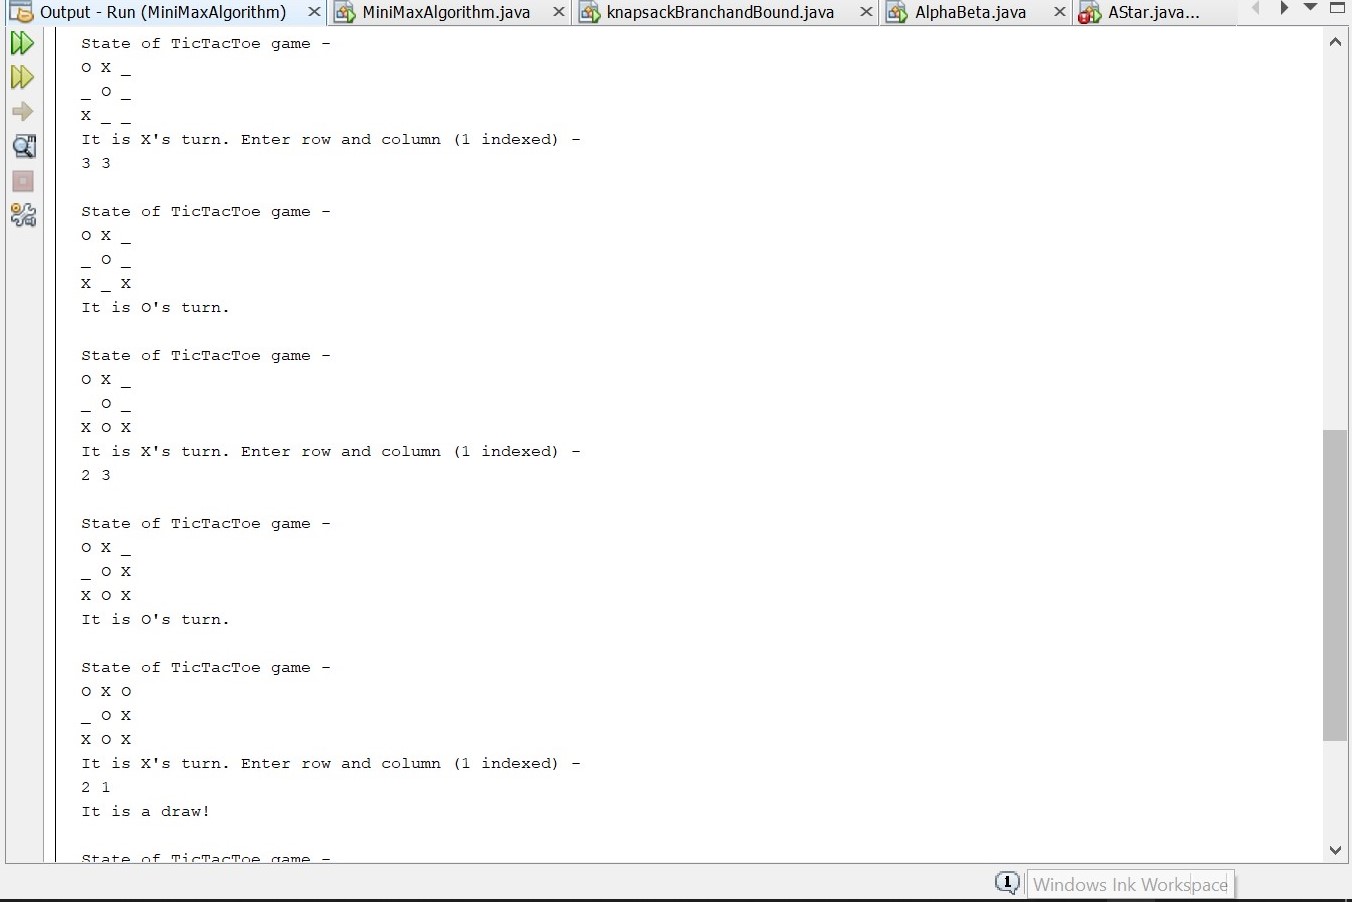 Output - Run (MiniMaxAlgorithm) MiniMaxAlgorithm.java knapsackBranchandBound.java AlphaBeta.java AStar.java...
State of TicTacToe game -
O X _
_ O _
X _ _
It is X's turn. Enter row and column (1 indexed) -
3 3
State of TicTacToe game -
O X _
_ O _
X _ X
It is O's turn.
State of TicTacToe game -
O X _
_ O _
X O X
It is X's turn. Enter row and column (1 indexed) -
2 3
State of TicTacToe game -
O X _
_ O X
X O X
It is O's turn.
State of TicTacToe game -
O X O
_ O X
X O X
It is X's turn. Enter row and column (1 indexed) -
2 1
It is a draw!
State of TicTacToe game -
1
Windows Ink Workspace